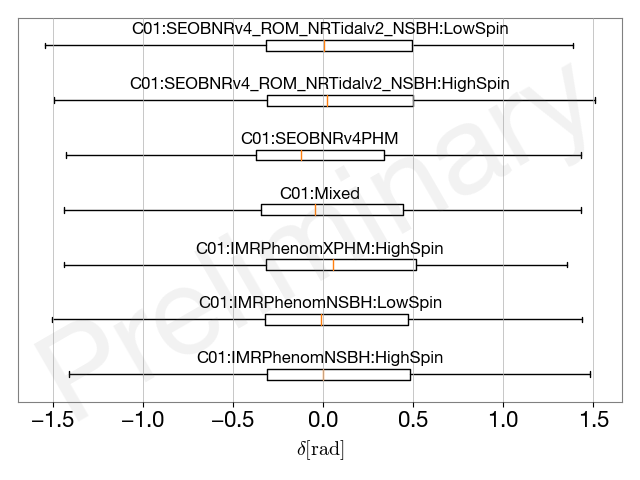 C01:SEOBNRv4_ROM_NRTidalv2_NSBH:LowSpin
C01:SEOBNRv4_ROM_NRTidalv2_NSBH:HighSpin
C01:SEOBNRv4PHM
C01:Mixed
C01:IMRPhenomXPHM:HighSpin
C01:IMRPhenomNSBH:LowSpin
C01:IMRPhenomNSBH:HighSpin
Preliminary
−1.5 −1.0 −0.5 0.0 0.5 1.0 1.5
δ[rad]